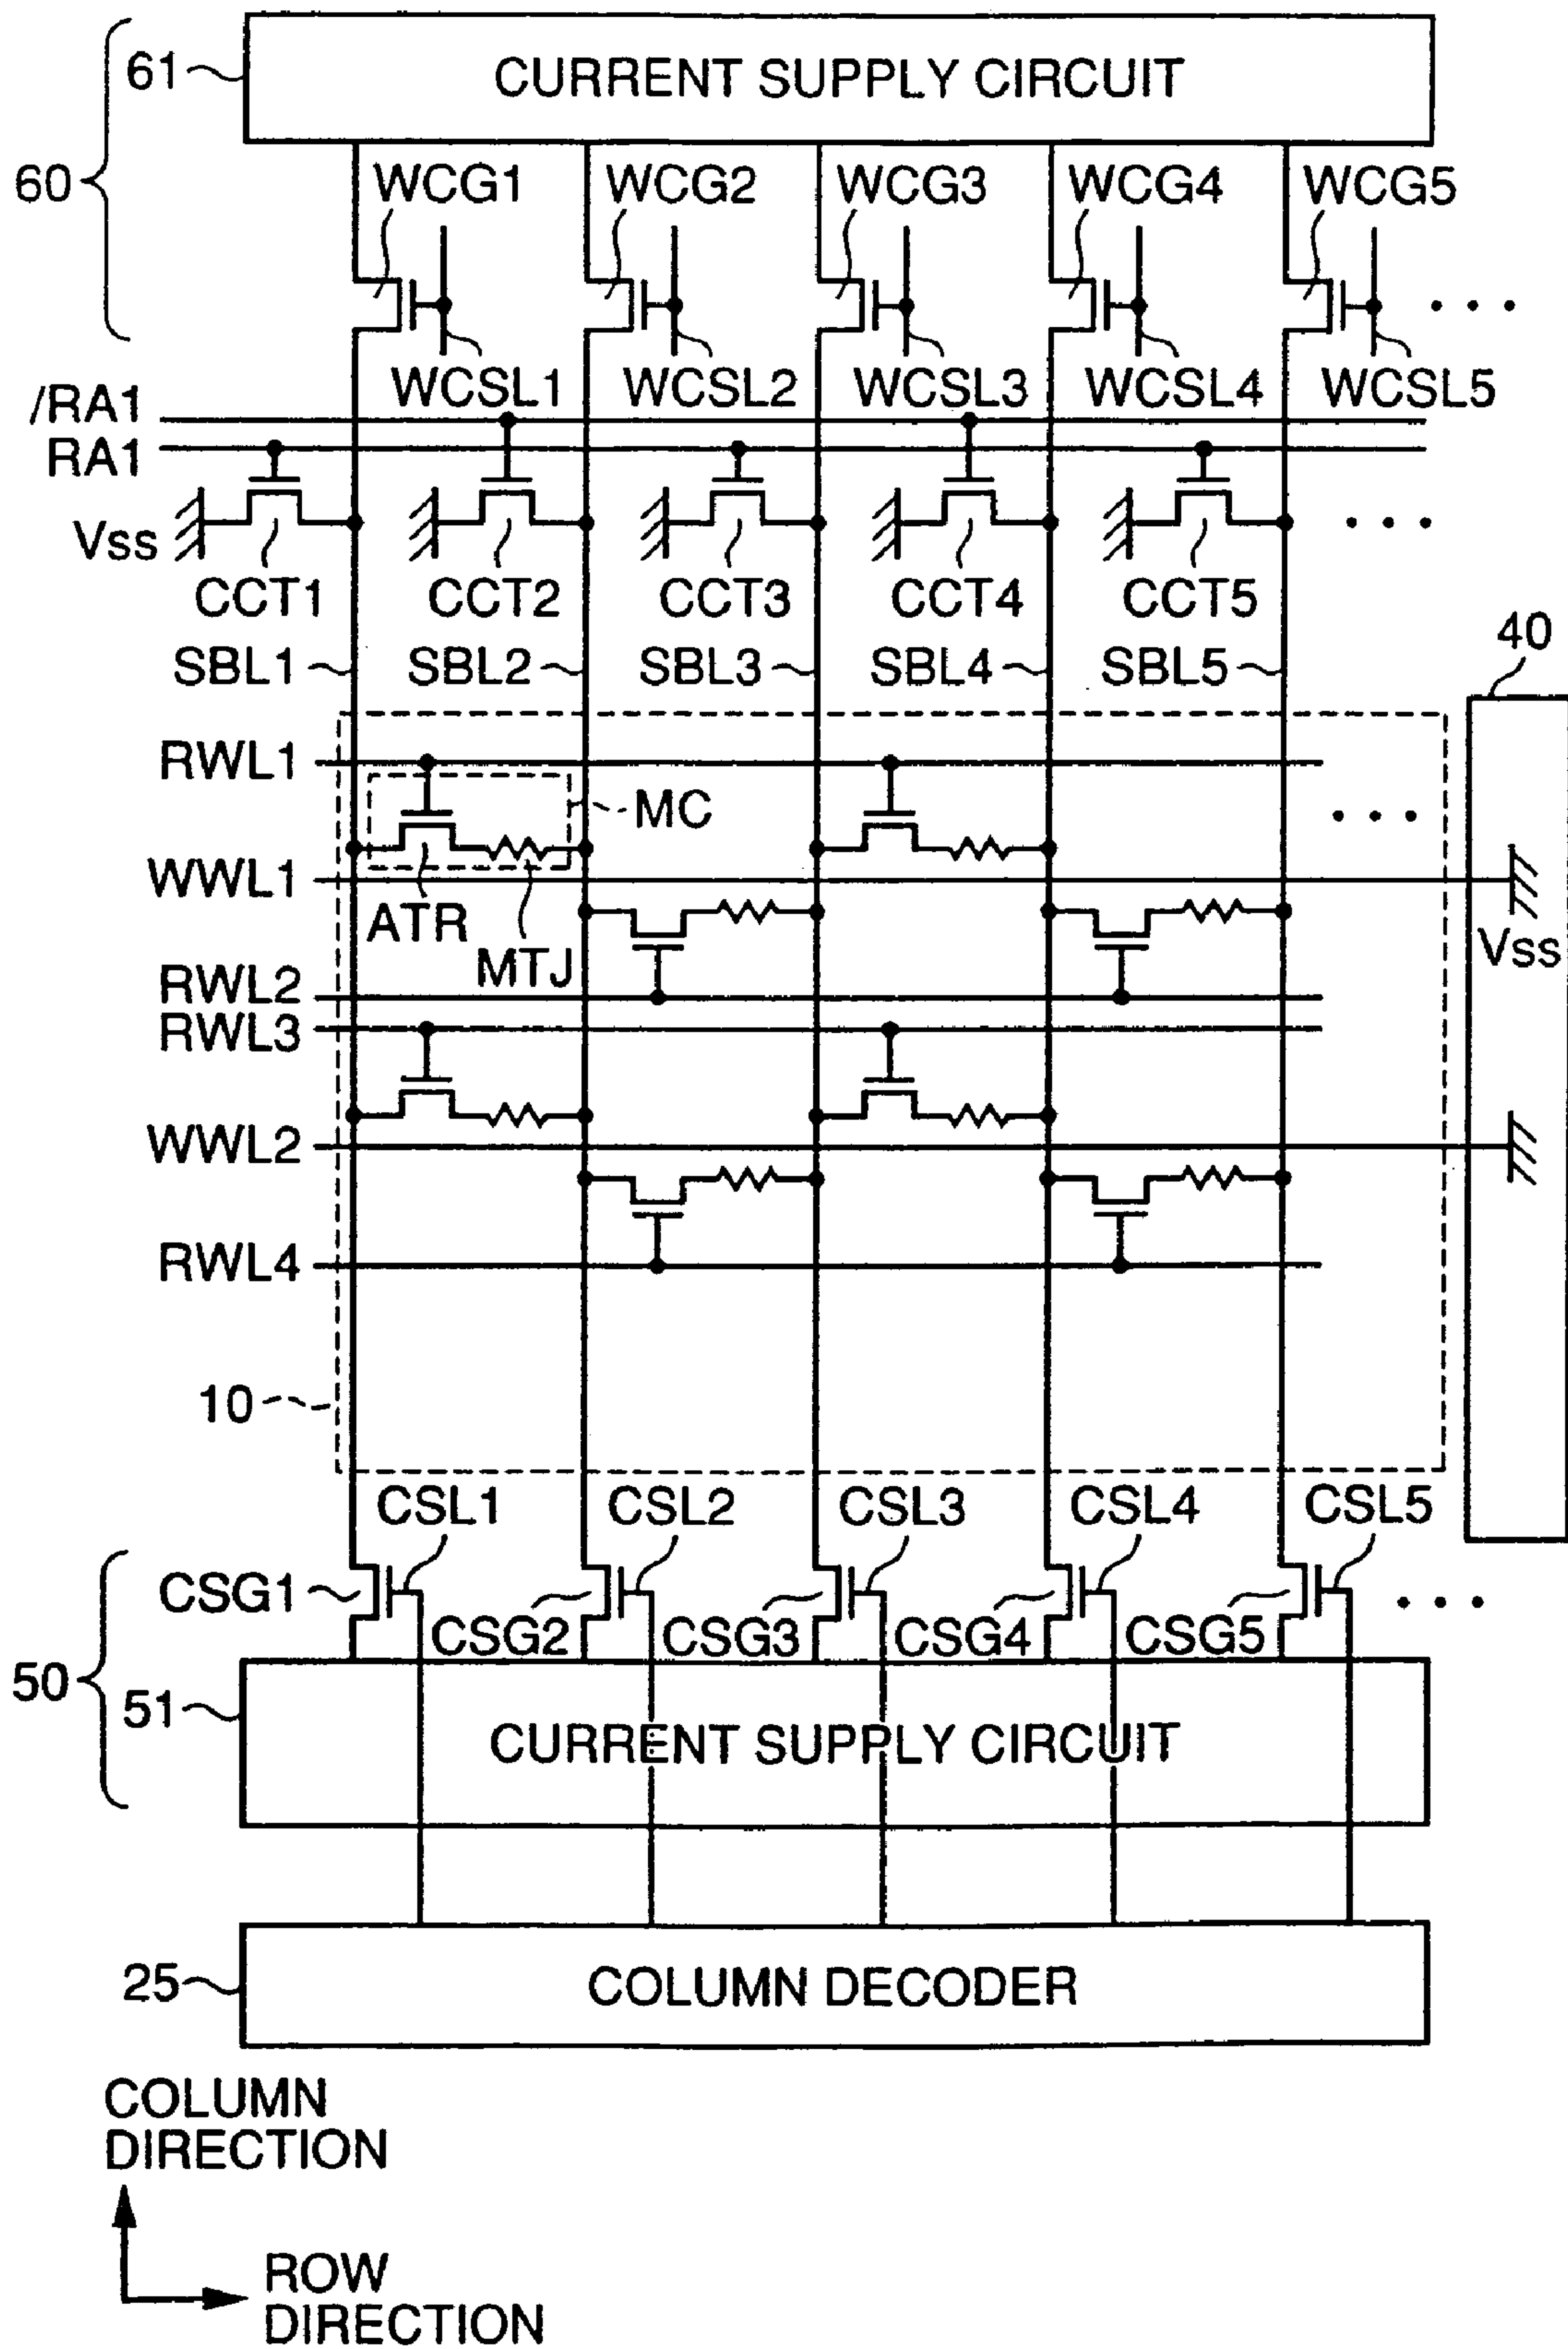 61
CURRENT SUPPLY CIRCUIT
60
WCG1 WCG2 WCG3 WCG4 WCG5
• • •
WCSL1 WCSL2 WCSL3 WCSL4 WCSL5
/RA1
RA1
Vss
• • •
CCT1 CCT2 CCT3 CCT4 CCT5
SBL1 SBL2 SBL3 SBL4 SBL5
40
RWL1
MC
• • •
WWL1
ATR
MTJ
Vss
RWL2
RWL3
WWL2
RWL4
10
CSL1 CSL2 CSL3 CSL4 CSL5
CSG1 CSG2 CSG3 CSG4 CSG5
• • •
50
51
CURRENT SUPPLY CIRCUIT
25
COLUMN DECODER
COLUMN
DIRECTION
ROW
DIRECTION